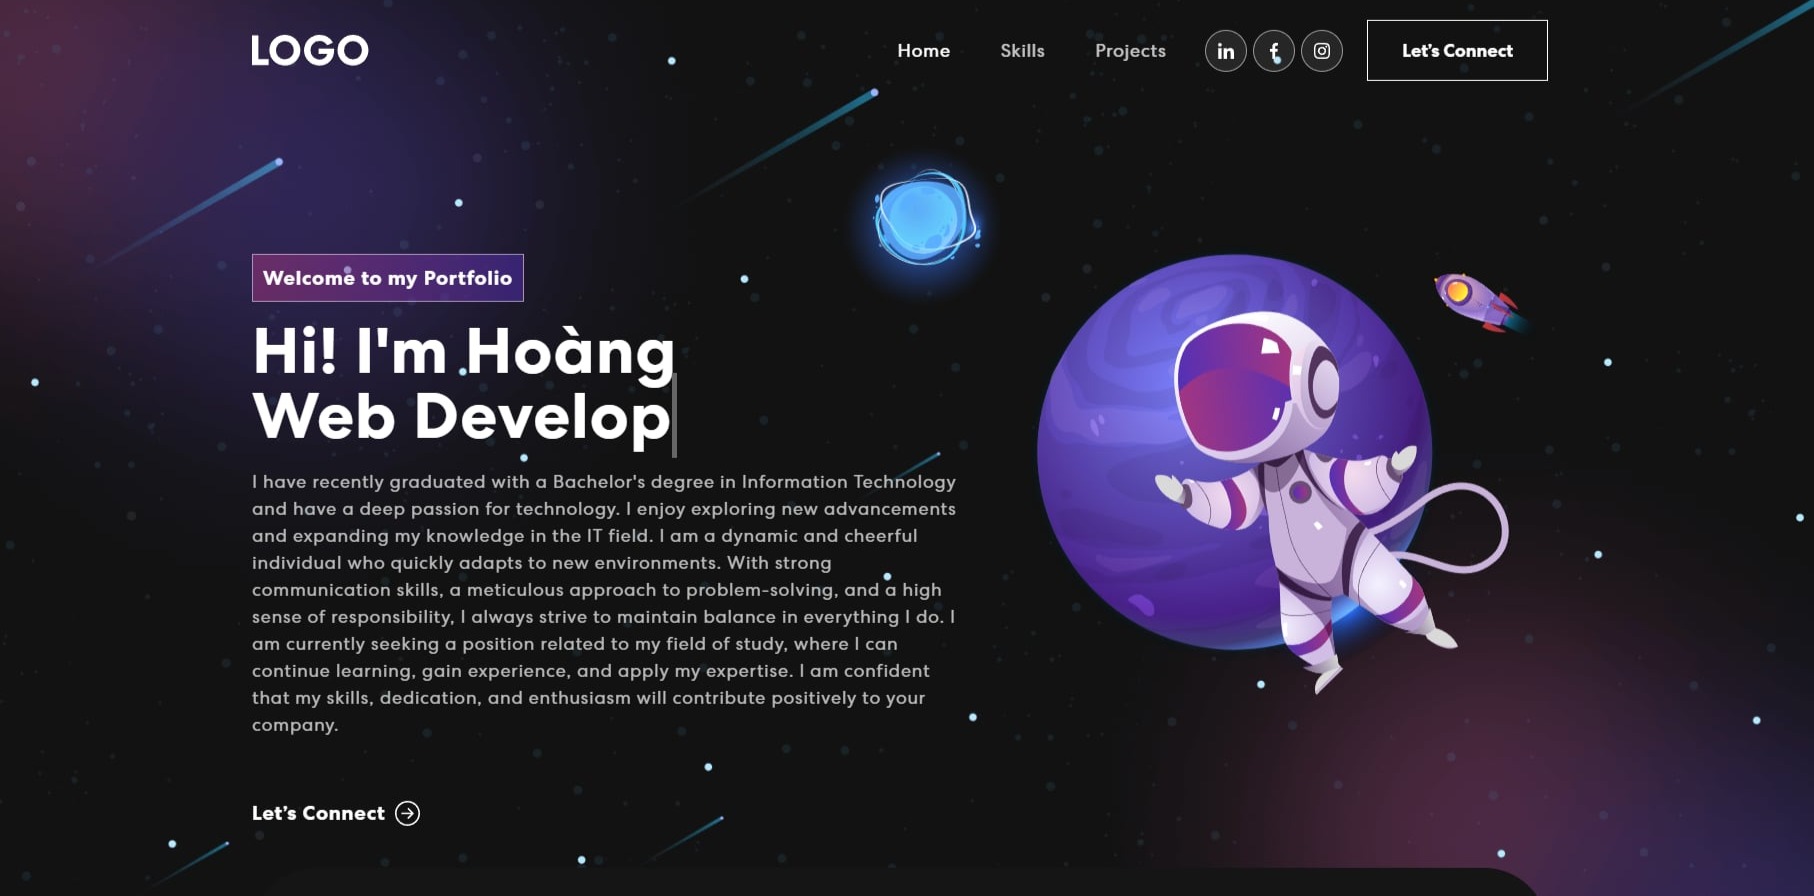 LOGO
Home
Skills
Projects
Let's Connect
Welcome to my Portfolio
Hi! I'm Hoàng
Web Develop
I have recently graduated with a Bachelor's degree in Information Technology
and have a deep passion for technology. I enjoy exploring new advancements
and expanding my knowledge in the IT field. I am a dynamic and cheerful
individual who quickly adapts to new environments. With strong
communication skills, a meticulous approach to problem-solving, and a high
sense of responsibility, I always strive to maintain balance in everything I do. I
am currently seeking a position related to my field of study, where I can
continue learning, gain experience, and apply my expertise. I am confident
that my skills, dedication, and enthusiasm will contribute positively to your
company.
Let’s Connect